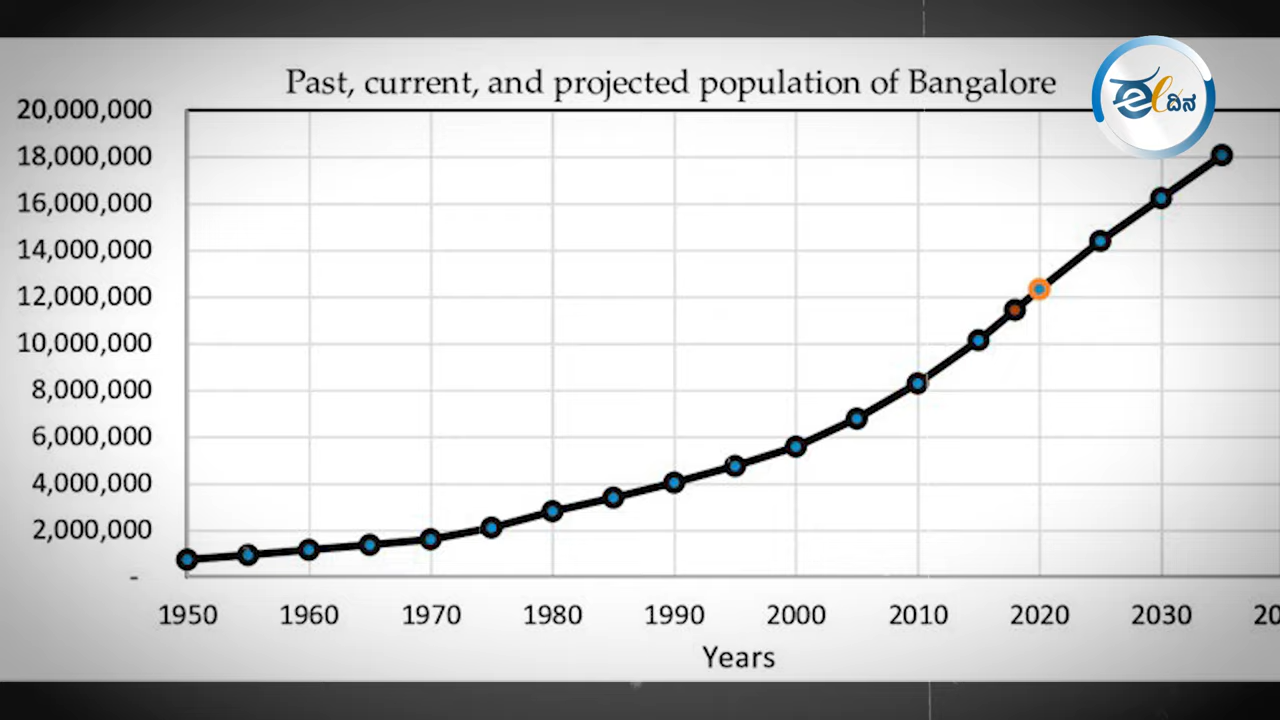 Past, current, and projected population of Bangalore
eದಿನ
20,000,000
18,000,000
16,000,000
14,000,000
12,000,000
10,000,000
8,000,000
6,000,000
4,000,000
2,000,000
-
1950 1960 1970 1980 1990 2000 2010 2020 2030 20
Years